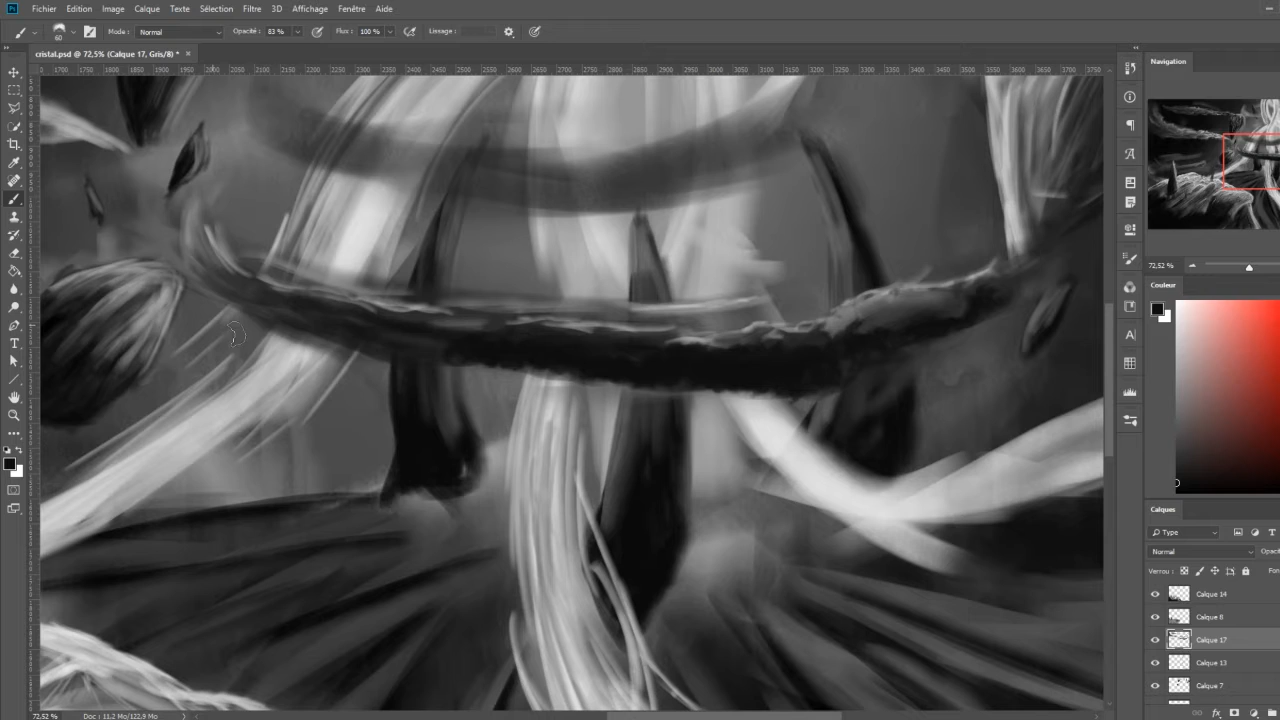 Ps Fichier Edition Image Calque Texte Sélection Filtre 3D Affichage Fenêtre Aide
60 Mode : Normal Opacité : 83 % Flux : 100 % Lissage :
cristal.psd @ 72,5% (Calque 17, Gris/8) * ×
1700 1750 1800 1850 1900 1950 2000 2050 2100 2150 2200 2250 2300 2350 2400 2450 2500 2550 2600 2650 2700 2750 2800 2850 2900 2950 3000 3050 3100 3150 3200 3250 3300 3350 3400 3450 3500 3550 3600 3650 3700 3750
Navigation
72,52 %
Couleur
Calques
Type
Normal Opacit
Verrou : Fon
Calque 14
Calque 8
Calque 17
Calque 13
Calque 7
fx
72,52 % Doc : 11,2 Mo/122,9 Mo